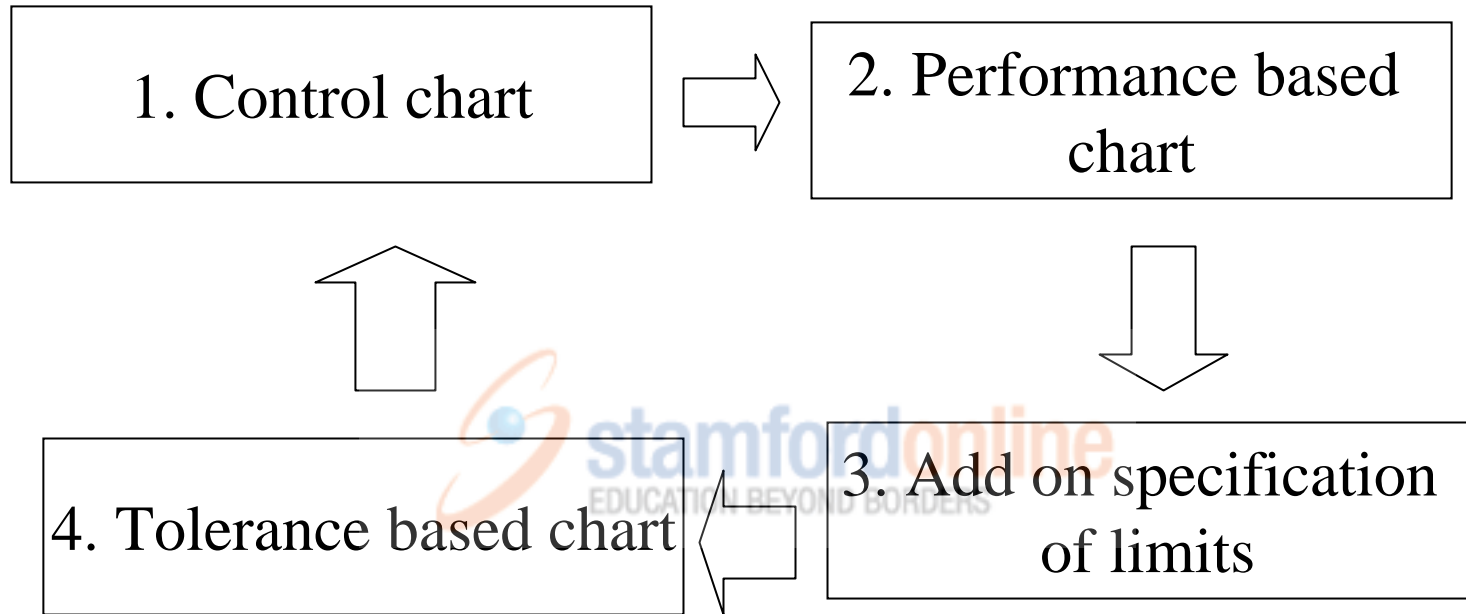 1. Control chart
2. Performance based
chart
3. Add on specification
of limits
4. Tolerance based chart
stamfordonline
EDUCATION BEYOND BORDERS